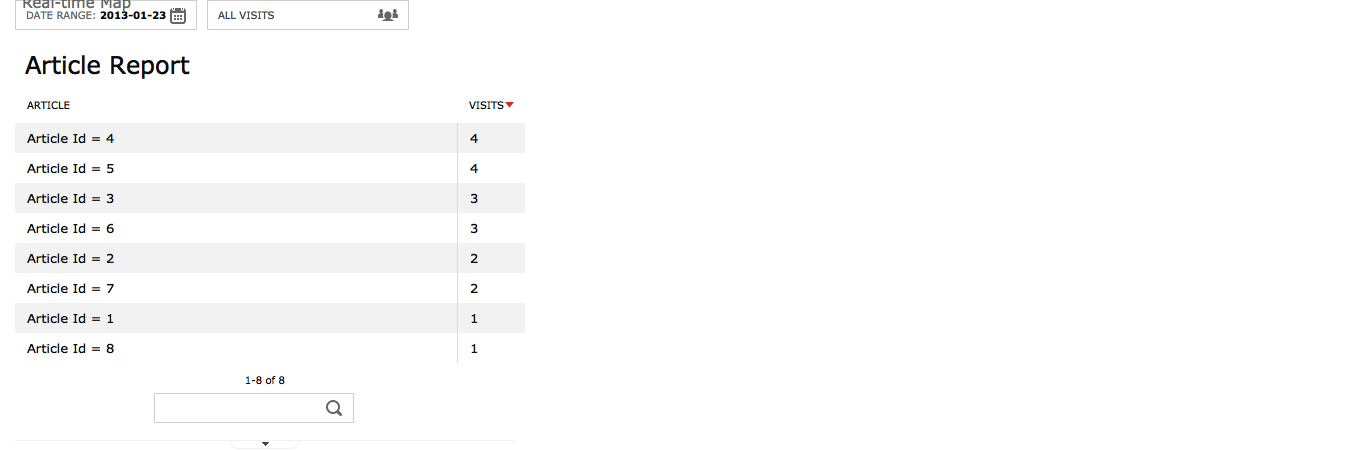 Real-time Map
DATE RANGE: 2013-01-23
ALL VISITS
Article Report
ARTICLE VISITS
Article Id = 4 4
Article Id = 5 4
Article Id = 3 3
Article Id = 6 3
Article Id = 2 2
Article Id = 7 2
Article Id = 1 1
Article Id = 8 1
1-8 of 8